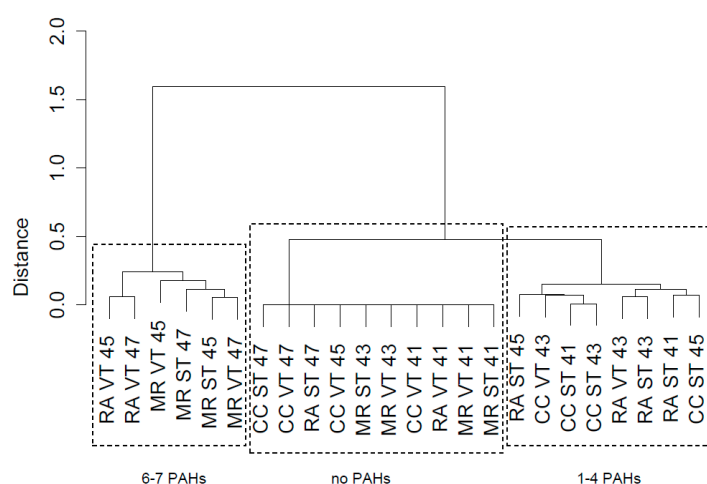 2.0
1.5
1.0
0.5
0.0
Distance
RA VT 45
RA VT 47
MR VT 45
MR ST 47
MR ST 45
MR VT 47
CC ST 47
CC VT 47
RA ST 47
CC VT 45
MR ST 43
MR VT 43
CC VT 41
RA VT 41
MR VT 41
MR ST 41
RA ST 45
CC VT 43
CC ST 41
CC ST 43
RA VT 43
RA ST 43
RA ST 41
CC ST 45
6-7 PAHs
no PAHs
1-4 PAHs